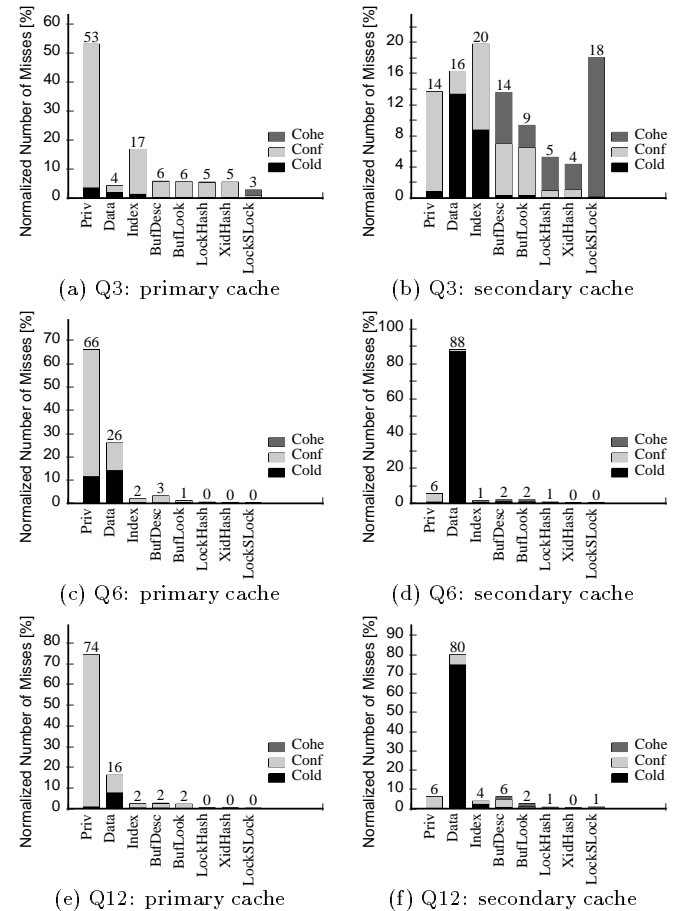 Normalized Number of Misses [%]
60
50
40
30
20
10
0
53
4
17
6
6
5
5
3
Cohe
Conf
Cold
Priv
Data
Index
BufDesc
BufLook
LockHash
XidHash
LockSLock
(a) Q3: primary cache
Normalized Number of Misses [%]
20
16
12
8
4
0
14
16
20
14
9
5
4
18
Cohe
Conf
Cold
Priv
Data
Index
BufDesc
BufLook
LockHash
XidHash
LockSLock
(b) Q3: secondary cache
Normalized Number of Misses [%]
70
60
50
40
30
20
10
0
66
26
2
3
1
0
0
0
Cohe
Conf
Cold
Priv
Data
Index
BufDesc
BufLook
LockHash
XidHash
LockSLock
(c) Q6: primary cache
Normalized Number of Misses [%]
100
80
60
40
20
0
6
88
1
2
2
1
0
0
Cohe
Conf
Cold
Priv
Data
Index
BufDesc
BufLook
LockHash
XidHash
LockSLock
(d) Q6: secondary cache
Normalized Number of Misses [%]
80
70
60
50
40
30
20
10
0
74
16
2
2
2
0
0
0
Cohe
Conf
Cold
Priv
Data
Index
BufDesc
BufLook
LockHash
XidHash
LockSLock
(e) Q12: primary cache
Normalized Number of Misses [%]
90
80
70
60
50
40
30
20
10
0
6
80
4
6
2
1
0
1
Cohe
Conf
Cold
Priv
Data
Index
BufDesc
BufLook
LockHash
XidHash
LockSLock
(f) Q12: secondary cache